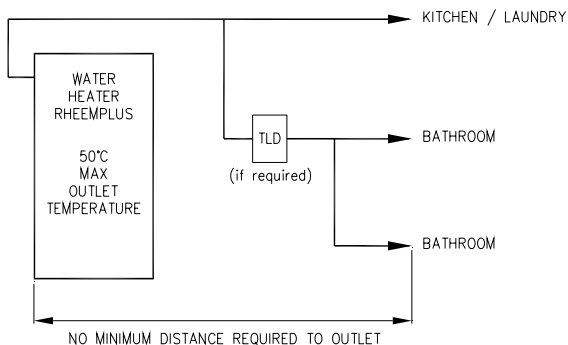 KITCHEN / LAUNDRY
WATER
HEATER
RHEEMPLUS
50°C
MAX
OUTLET
TEMPERATURE
TLD
(if required)
BATHROOM
BATHROOM
NO MINIMUM DISTANCE REQUIRED TO OUTLET